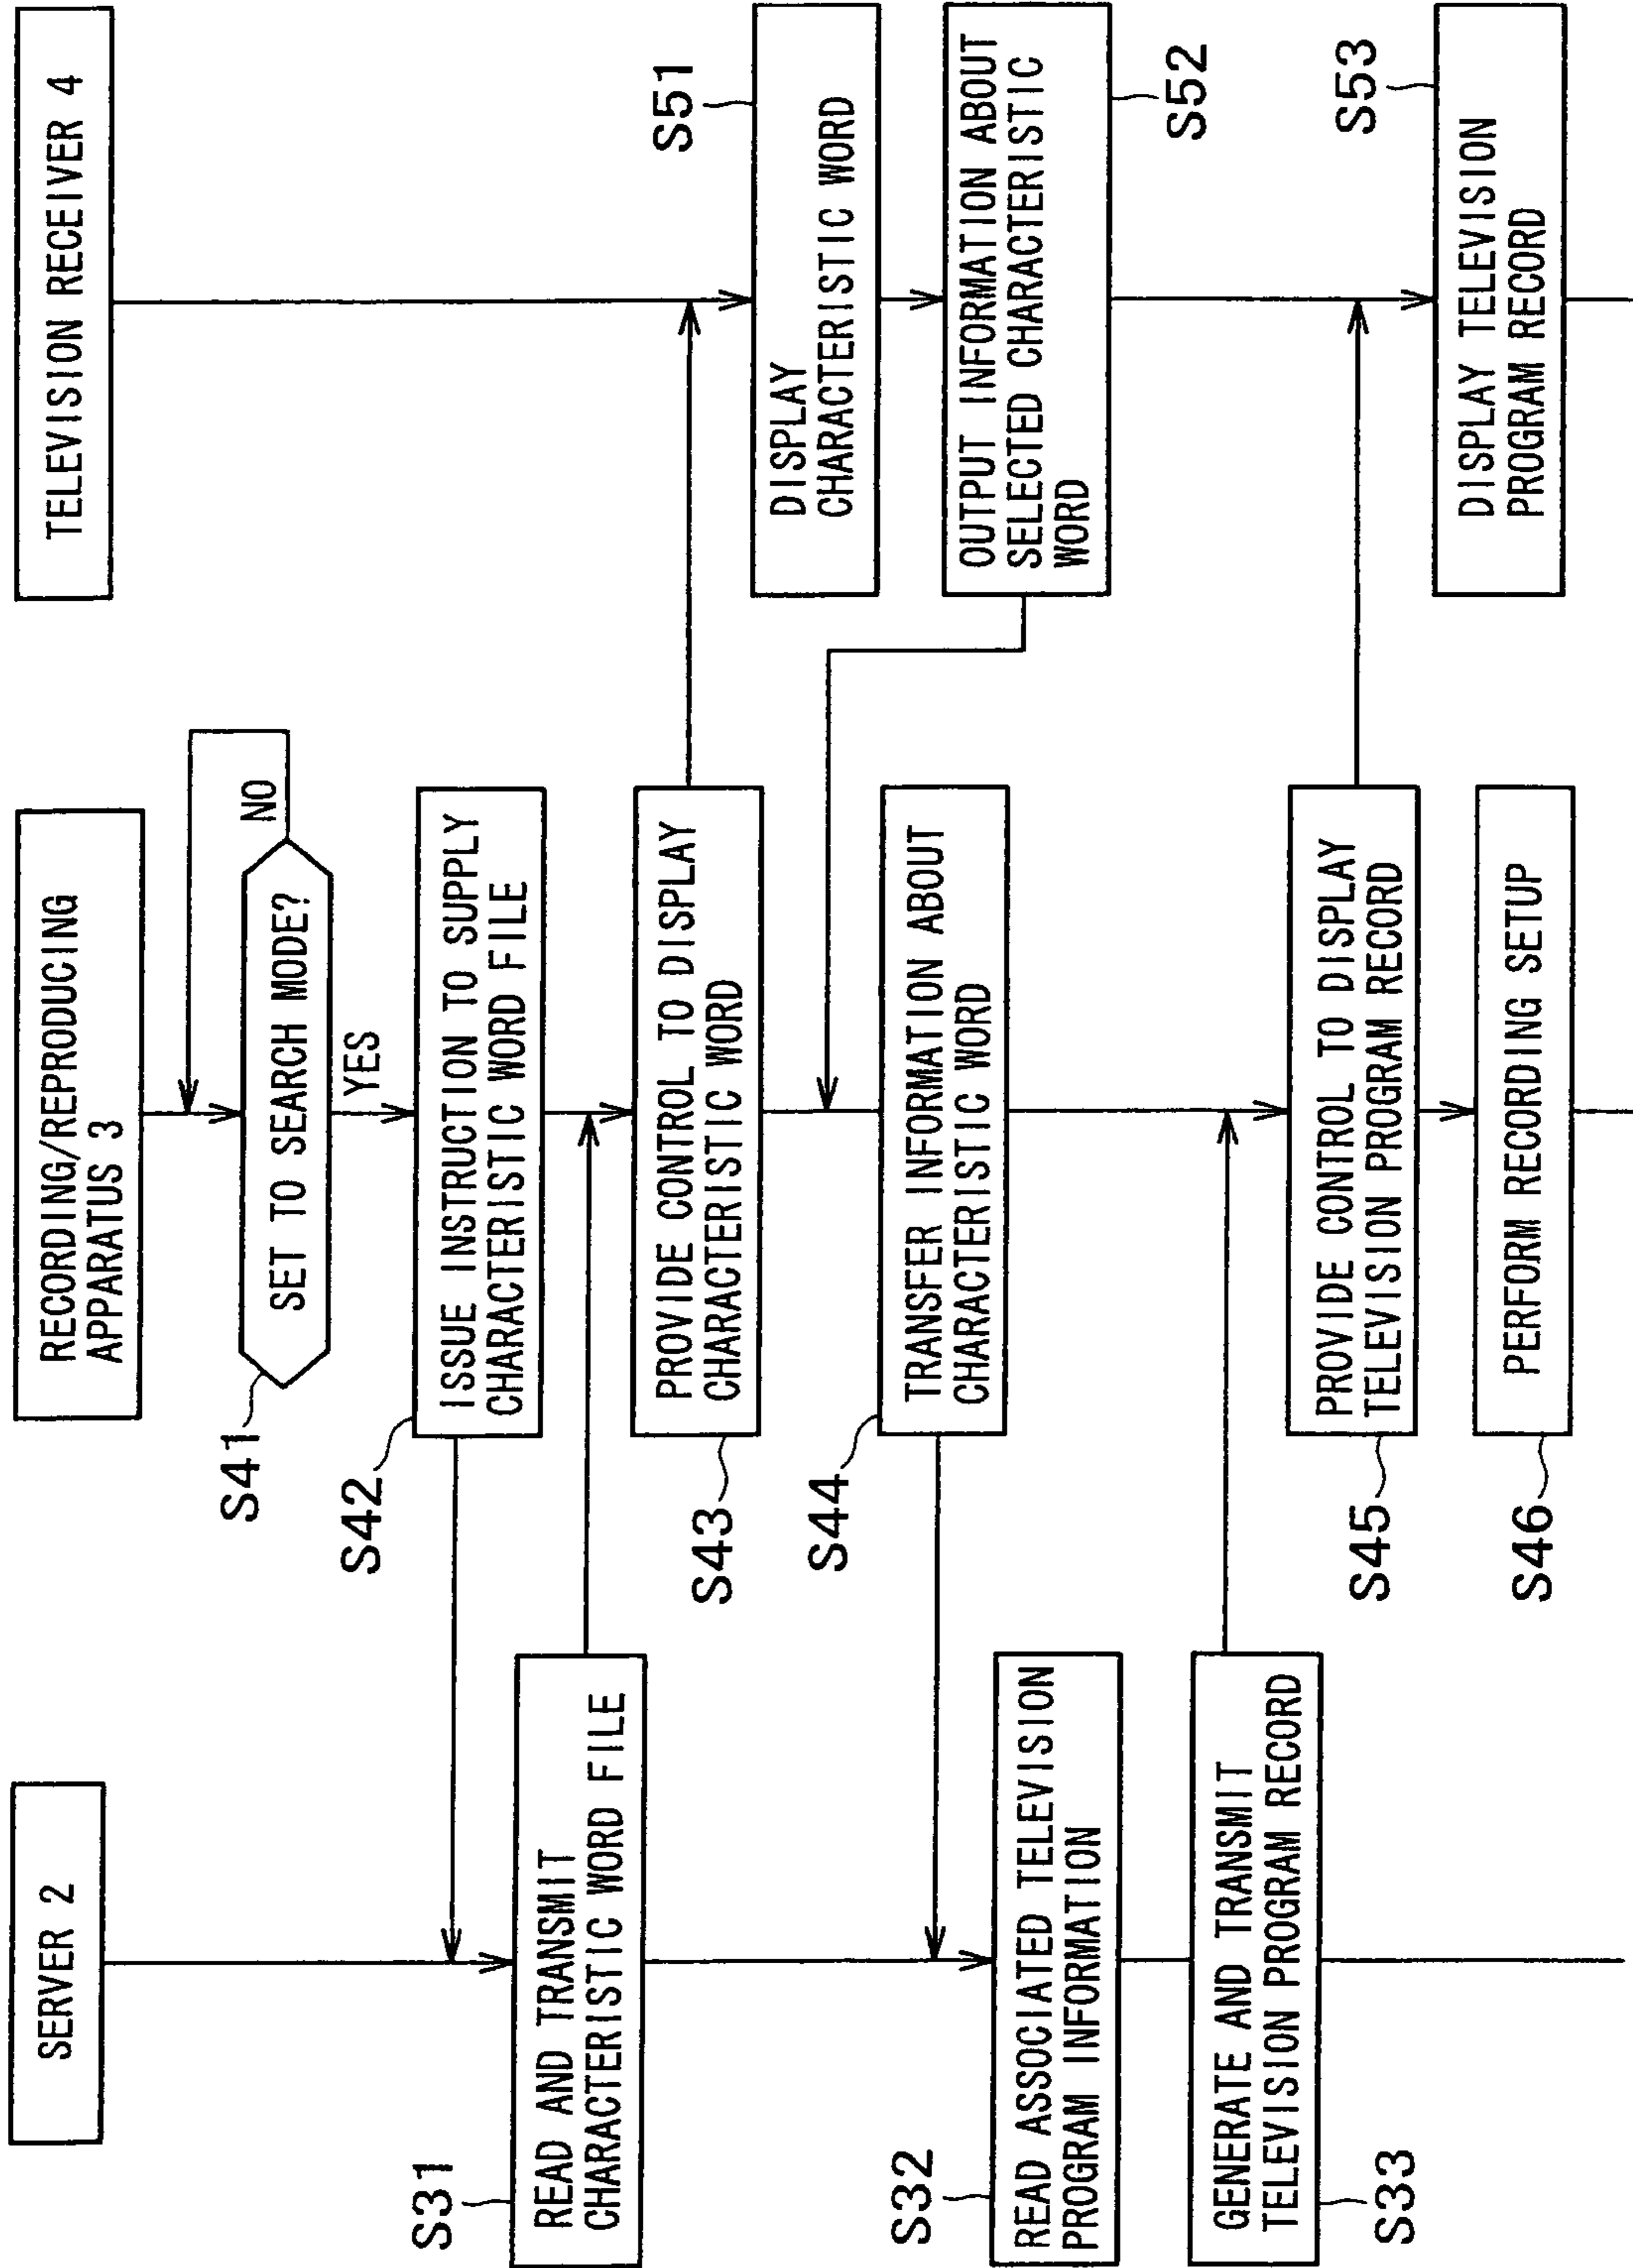 SERVER 2
S31
READ AND TRANSMIT
CHARACTERISTIC WORD FILE
S32
READ ASSOCIATED TELEVISION
PROGRAM INFORMATION
GENERATE AND TRANSMIT
TELEVISION PROGRAM RECORD
S33
RECORDING/REPRODUCING
APPARATUS 3
S41
SET TO SEARCH MODE?
NO
YES
S42
ISSUE INSTRUCTION TO SUPPLY
CHARACTERISTIC WORD FILE
PROVIDE CONTROL TO DISPLAY
CHARACTERISTIC WORD
S43
S44
TRANSFER INFORMATION ABOUT
CHARACTERISTIC WORD
PROVIDE CONTROL TO DISPLAY
TELEVISION PROGRAM RECORD
S45
PERFORM RECORDING SETUP
S46
TELEVISION RECEIVER 4
S51
DISPLAY
CHARACTERISTIC WORD
OUTPUT INFORMATION ABOUT
SELECTED CHARACTERISTIC
WORD
S52
S53
DISPLAY TELEVISION
PROGRAM RECORD